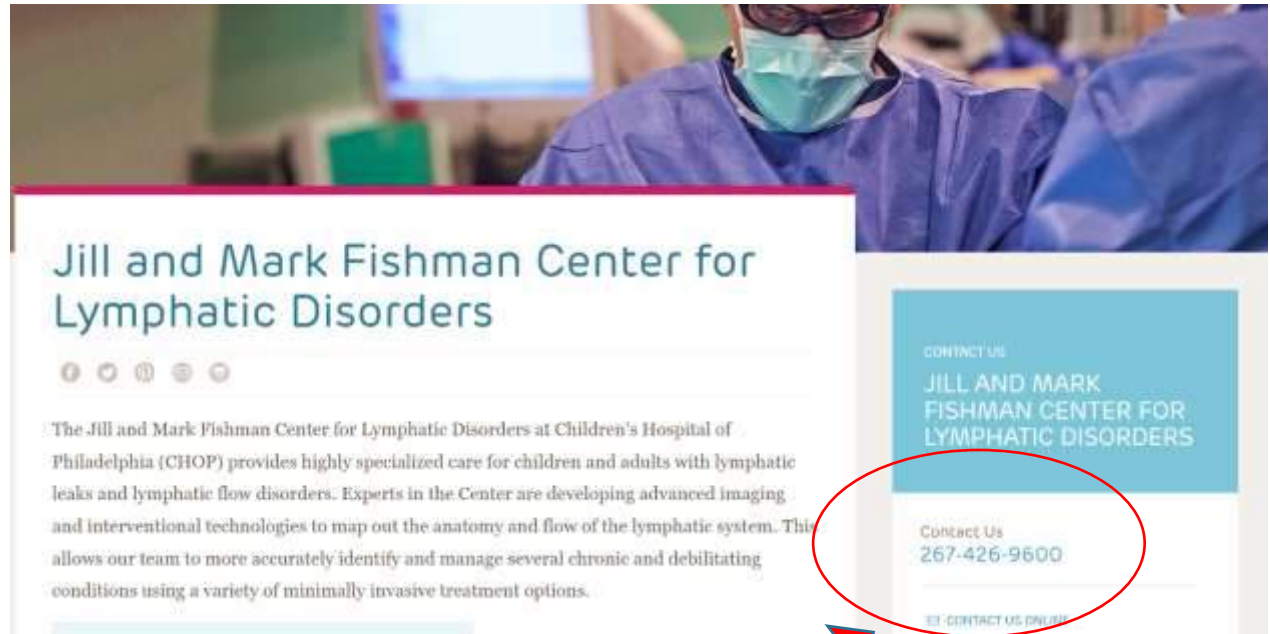 Jill and Mark Fishman Center for
Lymphatic Disorders
The Jill and Mark Fishman Center for Lymphatic Disorders at Children's Hospital of
Philadelphia (CHOP) provides highly specialized care for children and adults with lymphatic
leaks and lymphatic flow disorders. Experts in the Center are developing advanced imaging
and interventional technologies to map out the anatomy and flow of the lymphatic system. This
allows our team to more accurately identify and manage several chronic and debilitating
conditions using a variety of minimally invasive treatment options.
CONTACT US
JILL AND MARK
FISHMAN CENTER FOR
LYMPHATIC DISORDERS
Contact Us
267-426-9600
CONTACT US ONLINE